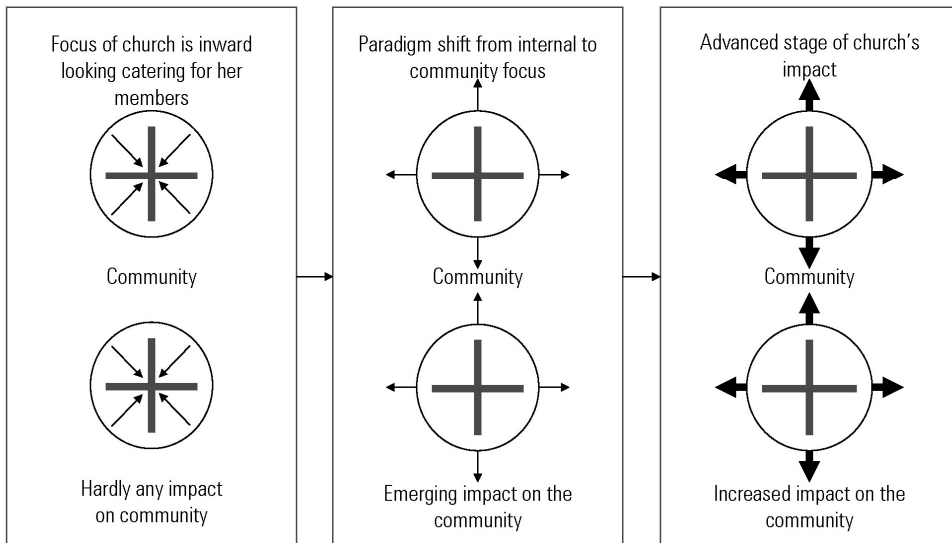 Focus of church is inward
looking catering for her
members
Community
Hardly any impact
on community
Paradigm shift from internal to
community focus
Community
Emerging impact on the
community
Advanced stage of church's
impact
Community
Increased impact on the
community